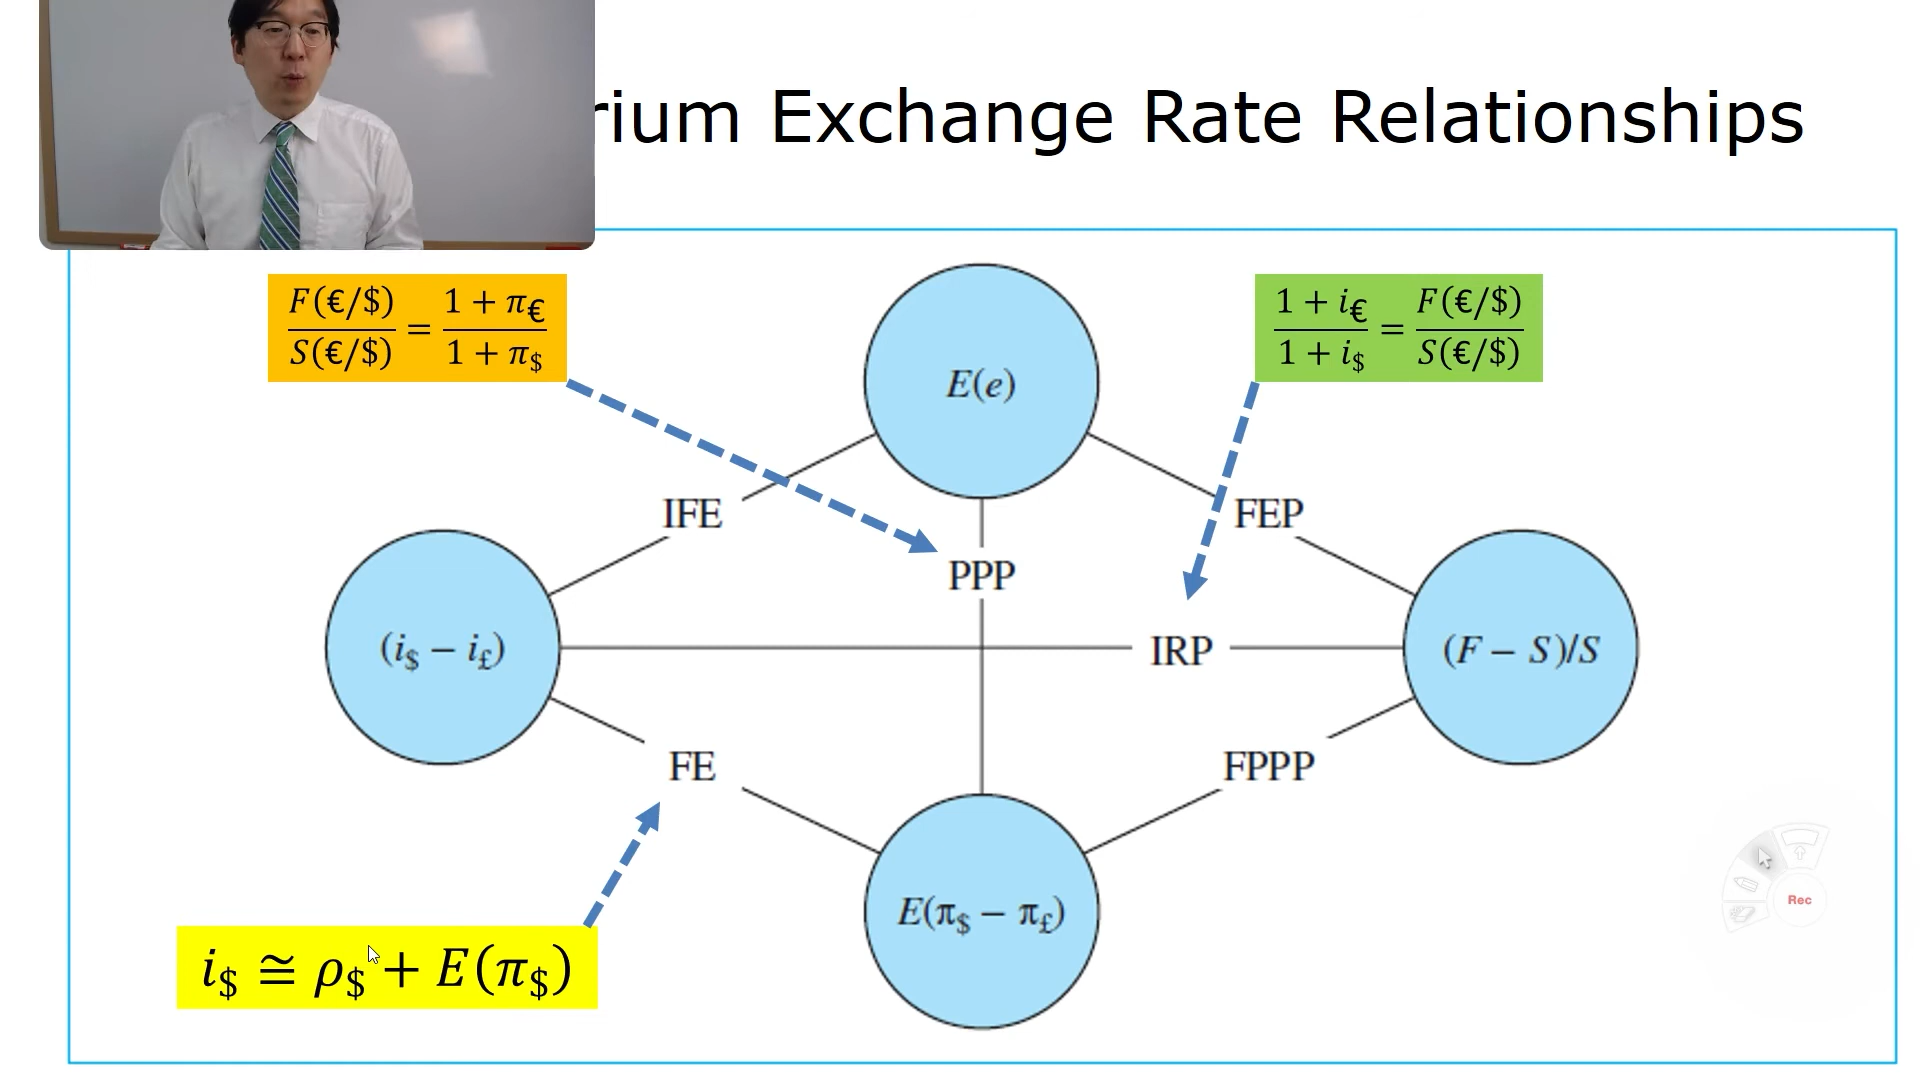 rium Exchange Rate Relationships
F(€/$) / S(€/$) = 1 + π€ / 1 + π$
1 + i€ / 1 + i$ = F(€/$) / S(€/$)
E(e)
IFE
FEP
PPP
(i$ − i£)
IRP
(F − S)/S
FE
FPPP
E(π$ − π£)
i$ ≅ ρ$ + E(π$)
Rec